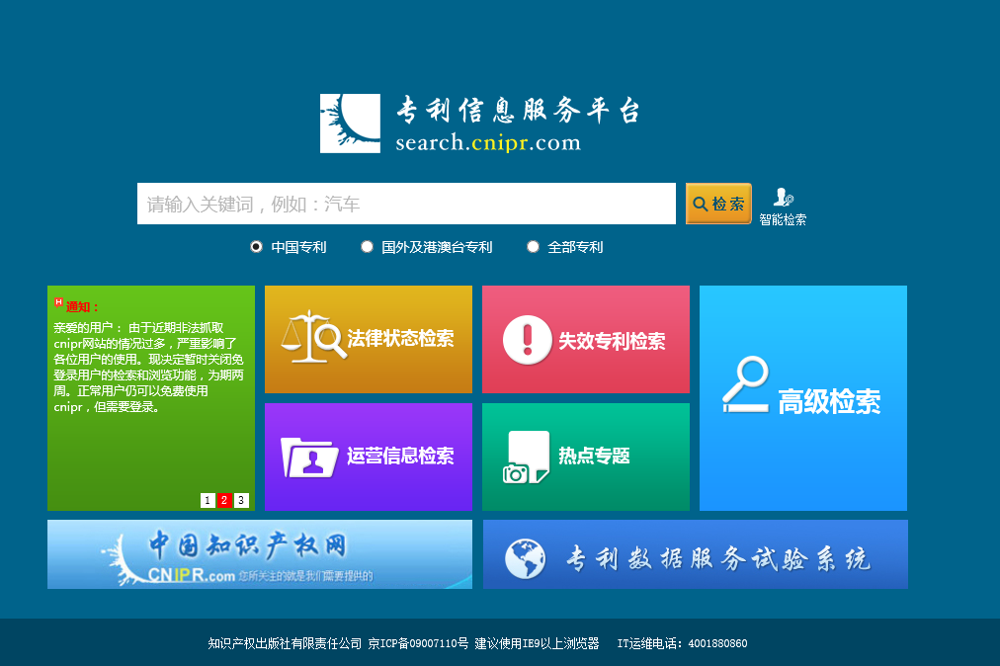 专利信息服务平台
search.cnipr.com
请输入关键词，例如：汽车
检索
智能检索
中国专利
国外及港澳台专利
全部专利
H 通知：
亲爱的用户： 由于近期非法抓取
cnipr网站的情况过多，严重影响了
各位用户的使用。现决定暂时关闭免
登录用户的检索和浏览功能，为期两
周。正常用户仍可以免费使用
cnipr，但需要登录。
1 2 3
法律状态检索
失效专利检索
高级检索
运营信息检索
热点专题
中国知识产权网
CNIPR.com 您所关注的就是我们需要提供的
专利数据服务试验系统
知识产权出版社有限责任公司 京ICP备09007110号 建议使用IE9以上浏览器 IT运维电话：4001880860